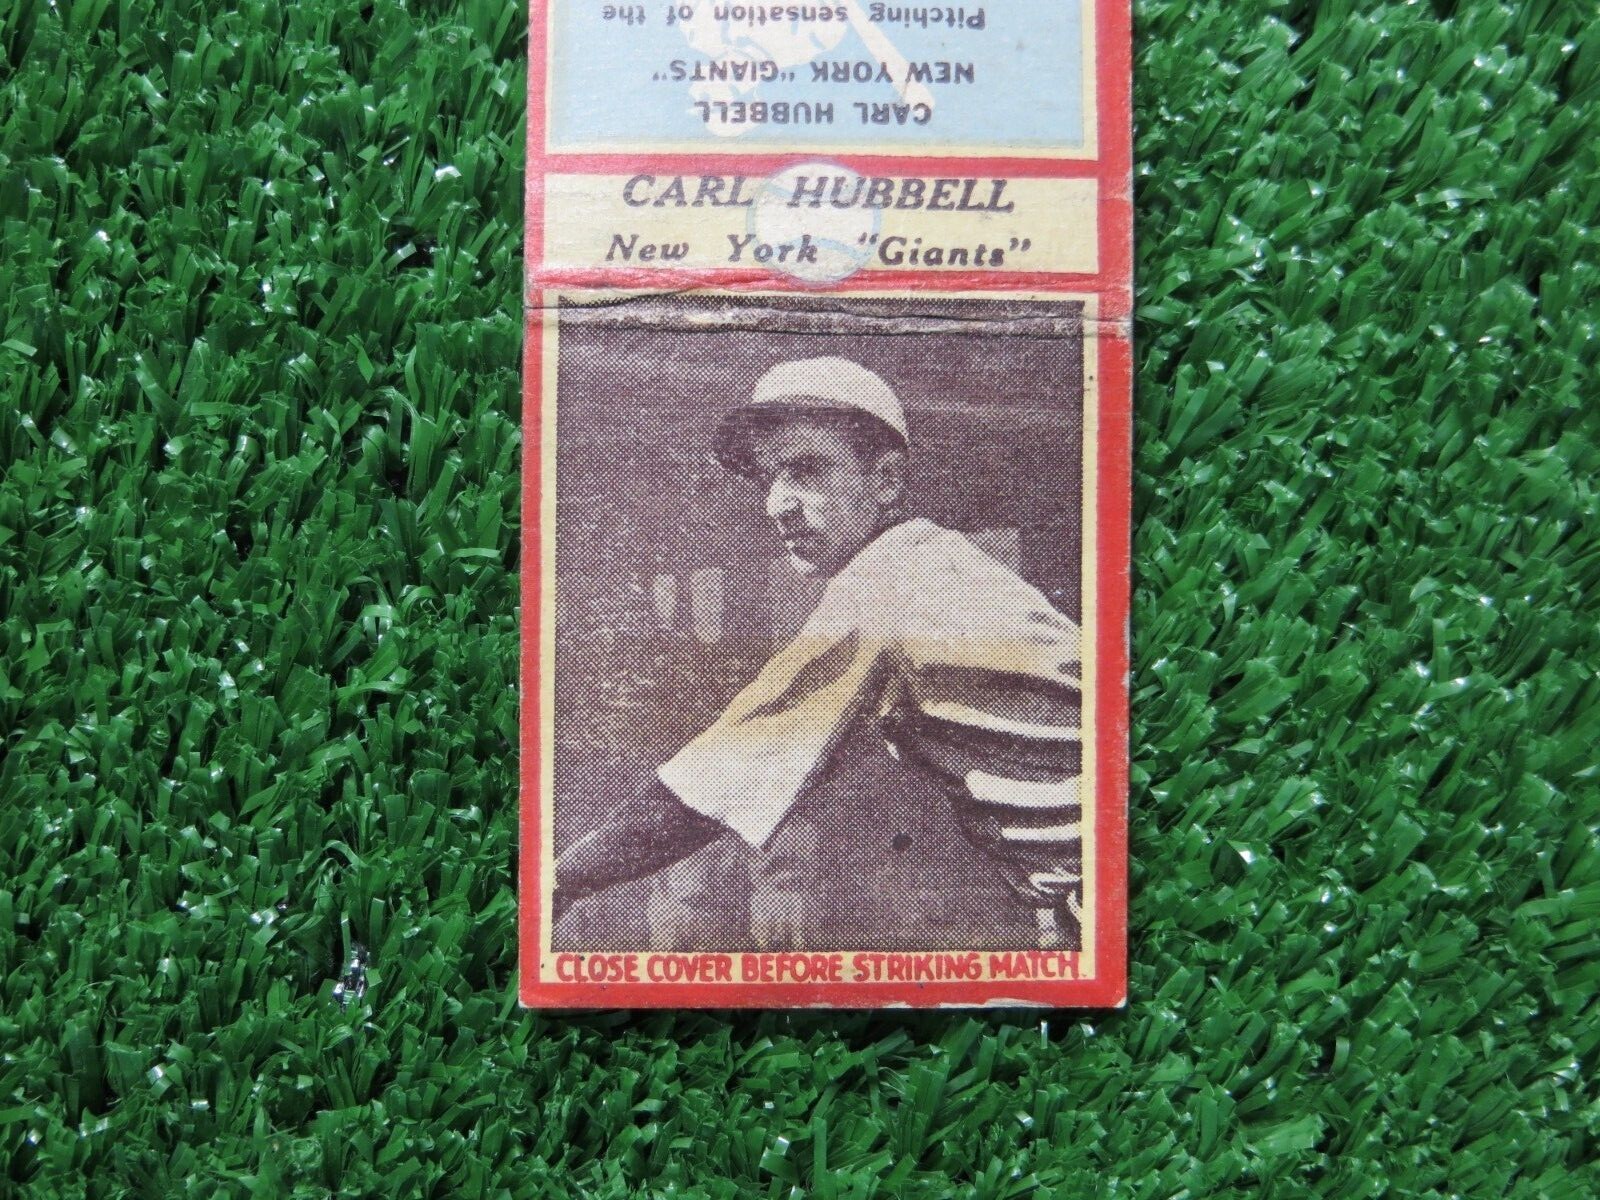 Pitching sensation of the
NEW YORK "GIANTS"
CARL HUBBELL
CARL HUBBELL
New York "Giants"
CLOSE COVER BEFORE STRIKING MATCH